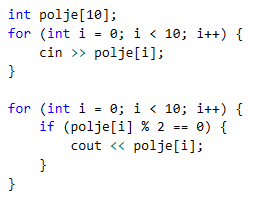 int polje[10];
for (int i = 0; i < 10; i++) {
    cin >> polje[i];
}

for (int i = 0; i < 10; i++) {
    if (polje[i] % 2 == 0) {
        cout << polje[i];
    }
}